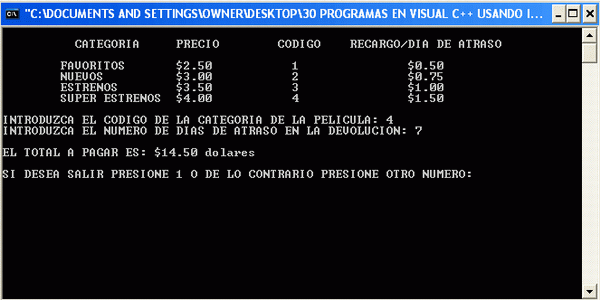 "C:\DOCUMENTS AND SETTINGS\OWNER\DESKTOP\30 PROGRAMAS EN VISUAL C++ USANDO I...
CATEGORIA PRECIO CODIGO RECARGO/DIA DE ATRASO
FAVORITOS $2.50 1 $0.50
NUEVOS $3.00 2 $0.75
ESTRENOS $3.50 3 $1.00
SUPER ESTRENOS $4.00 4 $1.50
INTRODUZCA EL CODIGO DE LA CATEGORIA DE LA PELICULA: 4
INTRODUZCA EL NUMERO DE DIAS DE ATRASO EN LA DEVOLUCION: 7
EL TOTAL A PAGAR ES: $14.50 dolares
SI DESEA SALIR PRESIONE 1 O DE LO CONTRARIO PRESIONE OTRO NUMERO: